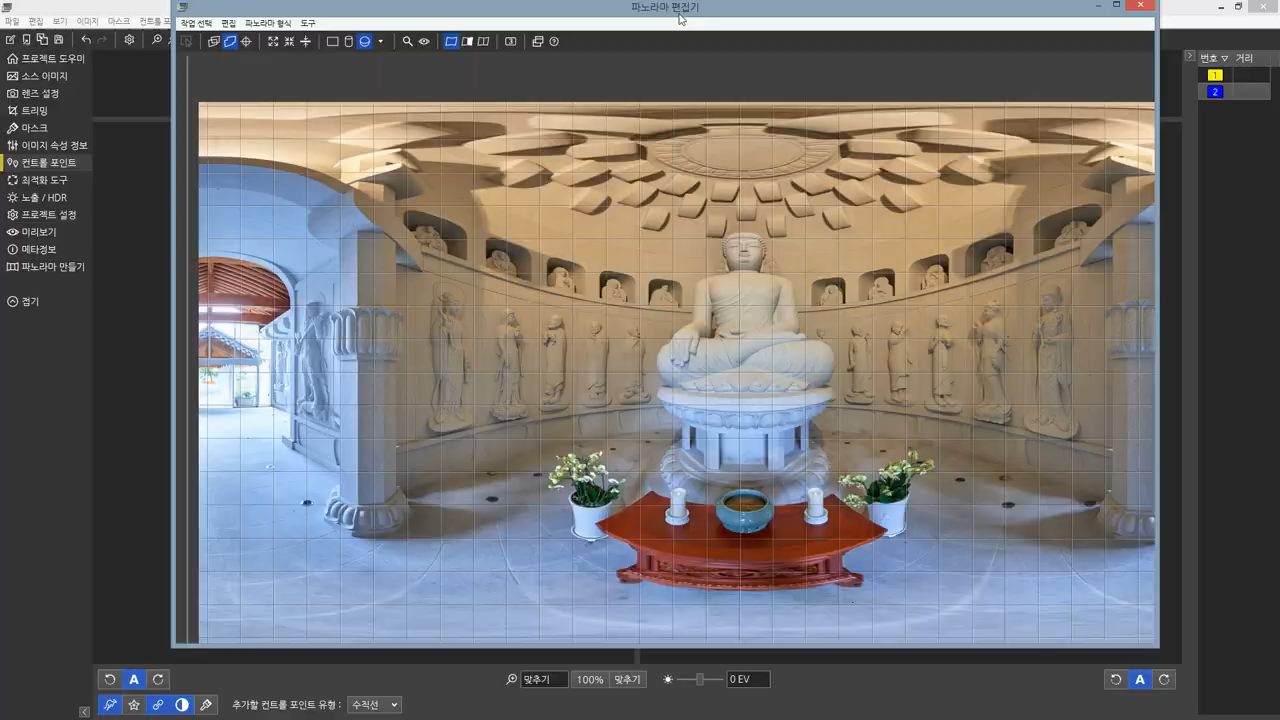 파노라마 편집기
작업 선택 편집 파노라마 형식 도구
파일 편집 보기 이미지 마스크 컨트롤 포
프로젝트 도우미
소스 이미지
렌즈 설정
트리밍
마스크
이미지 속성 정보
컨트롤 포인트
최적화 도구
노출 / HDR
프로젝트 설정
미리보기
메타정보
파노라마 만들기
접기
번호 거리
1
2
A 맞추기 100% 맞추기 0 EV A
추가할 컨트롤 포인트 유형 : 수직선